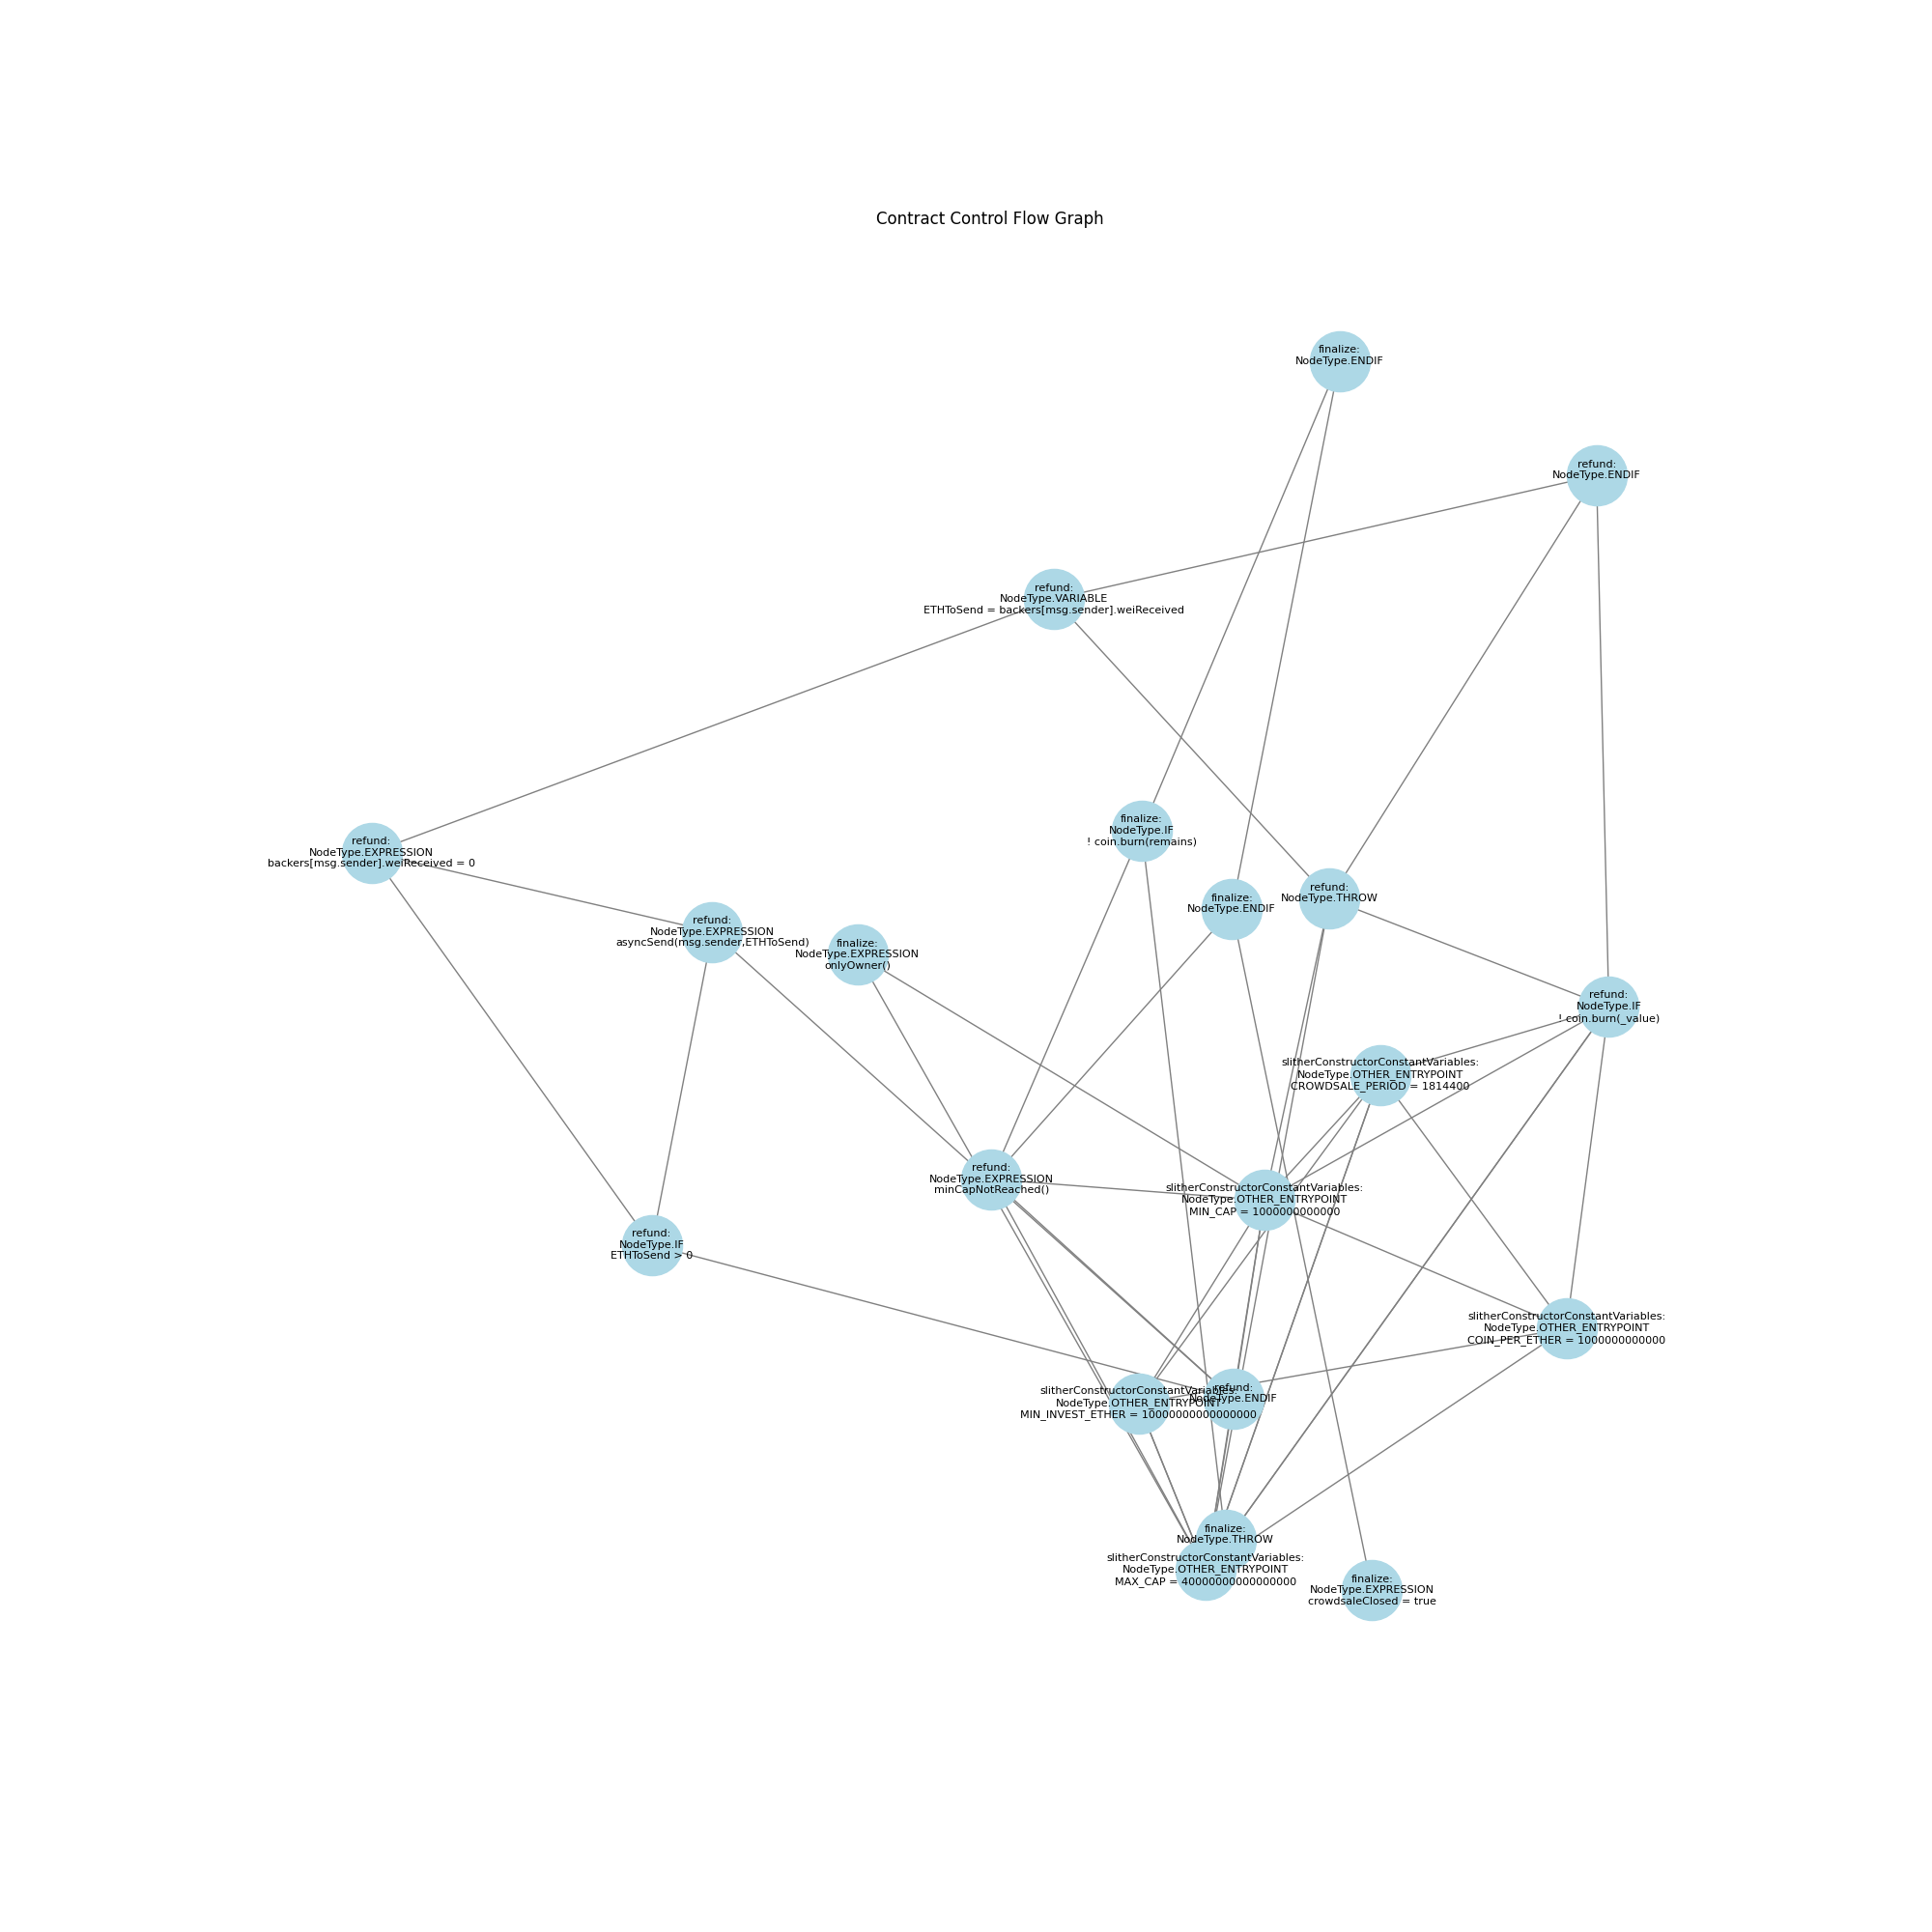 Contract Control Flow Graph
finalize:
NodeType.ENDIF
refund:
NodeType.ENDIF
refund:
NodeType.VARIABLE
ETHToSend = backers[msg.sender].weiReceived
finalize:
NodeType.IF
! coin.burn(remains)
refund:
NodeType.EXPRESSION
backers[msg.sender].weiReceived = 0
refund:
NodeType.THROW
finalize:
NodeType.ENDIF
refund:
NodeType.EXPRESSION
asyncSend(msg.sender,ETHToSend)
finalize:
NodeType.EXPRESSION
onlyOwner()
refund:
NodeType.IF
! coin.burn(_value)
slitherConstructorConstantVariables:
NodeType.OTHER_ENTRYPOINT
CROWDSALE_PERIOD = 1814400
refund:
NodeType.EXPRESSION
minCapNotReached()
slitherConstructorConstantVariables:
NodeType.OTHER_ENTRYPOINT
MIN_CAP = 1000000000000
refund:
NodeType.IF
ETHToSend > 0
slitherConstructorConstantVariables:
NodeType.OTHER_ENTRYPOINT
COIN_PER_ETHER = 1000000000000
slitherConstructorConstantVariables:
NodeType.OTHER_ENTRYPOINT
MIN_INVEST_ETHER = 10000000000000000
refund:
NodeType.ENDIF
finalize:
NodeType.THROW
slitherConstructorConstantVariables:
NodeType.OTHER_ENTRYPOINT
MAX_CAP = 40000000000000000
finalize:
NodeType.EXPRESSION
crowdsaleClosed = true